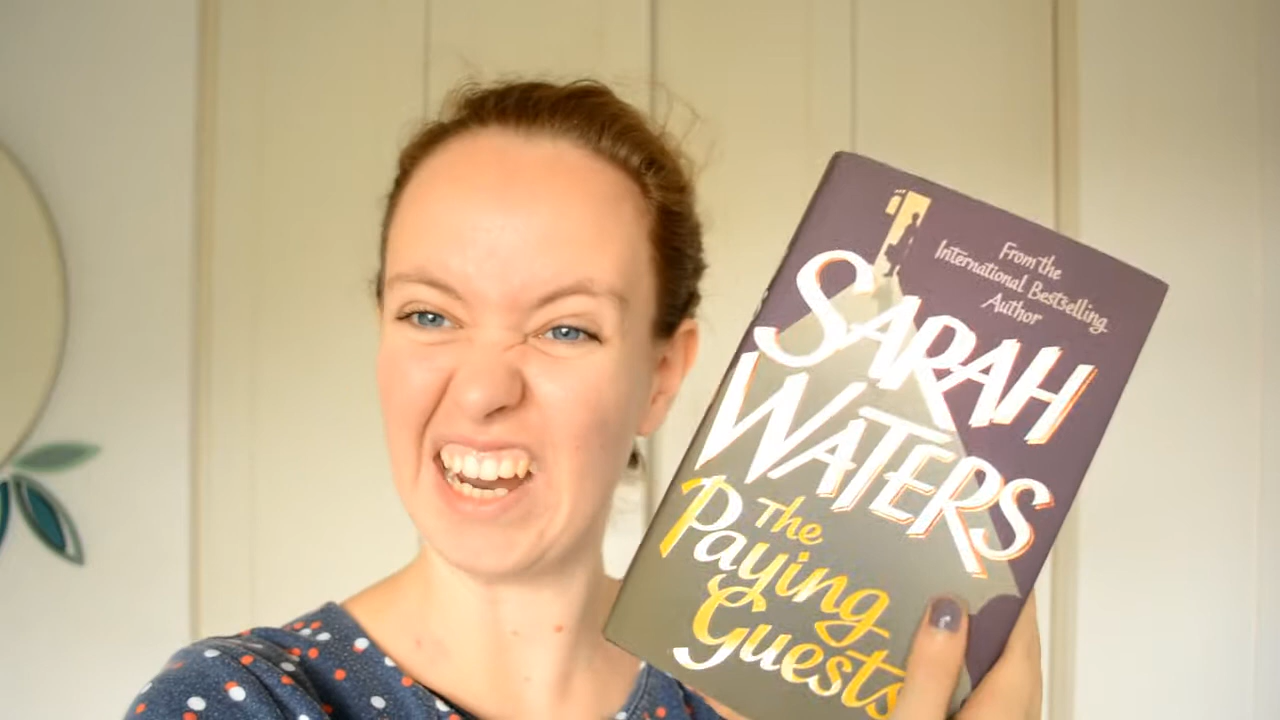 From the
International Bestselling
Author
SARAH
WATERS
The
Paying
Guests